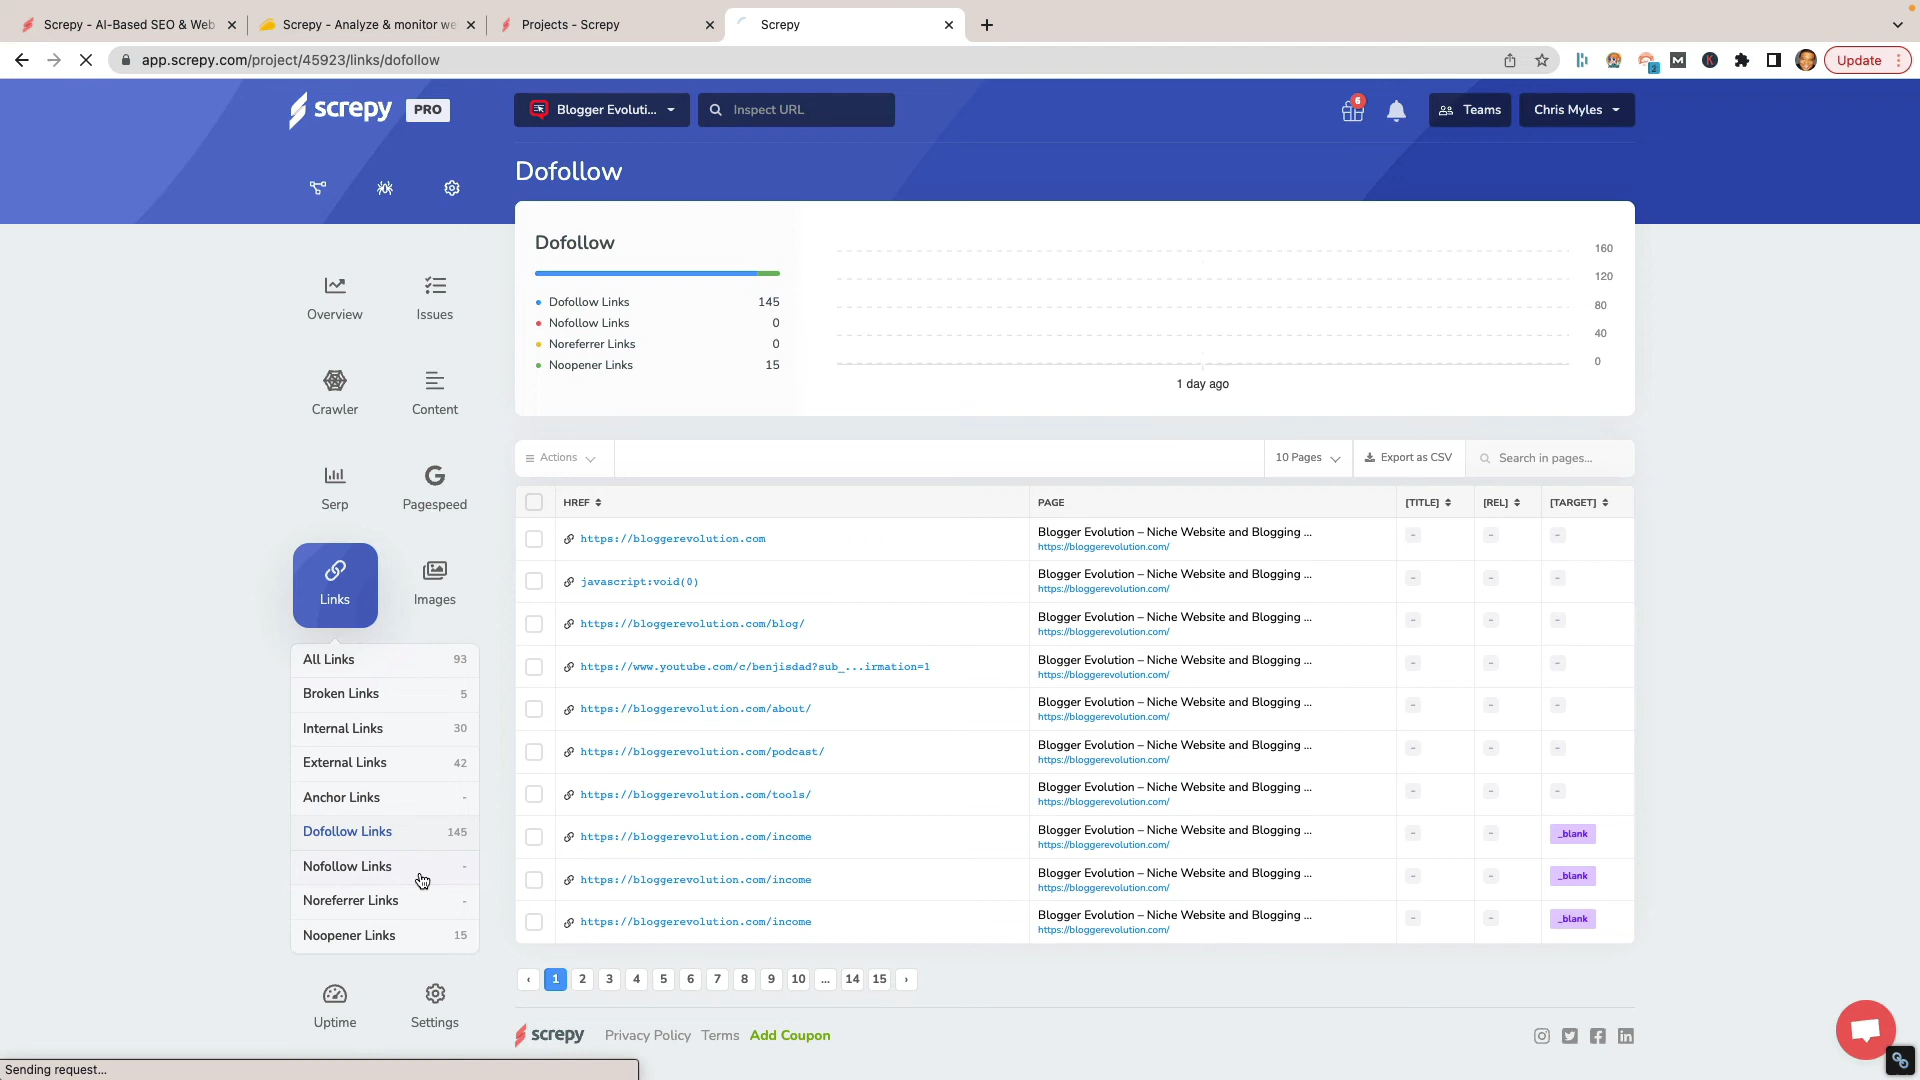 Screpy - AI-Based SEO & Web
Screpy - Analyze & monitor we
Projects - Screpy
Screpy
app.screpy.com/project/45923/links/dofollow
Update
screpy PRO
Blogger Evoluti...
Inspect URL
6
Teams
Chris Myles
Dofollow
Dofollow
Dofollow Links 145
Nofollow Links 0
Noreferrer Links 0
Noopener Links 15
160
120
80
40
0
1 day ago
Overview
Issues
Crawler
Content
Serp
Pagespeed
Links
Images
All Links 93
Broken Links 5
Internal Links 30
External Links 42
Anchor Links -
Dofollow Links 145
Nofollow Links -
Noreferrer Links -
Noopener Links 15
Uptime
Settings
Actions
10 Pages
Export as CSV
Search in pages...
HREF PAGE [TITLE] [REL] [TARGET]
https://bloggerevolution.com Blogger Evolution – Niche Website and Blogging ... - - -
https://bloggerevolution.com/
javascript:void(0) Blogger Evolution – Niche Website and Blogging ... - - -
https://bloggerevolution.com/
https://bloggerevolution.com/blog/ Blogger Evolution – Niche Website and Blogging ... - - -
https://bloggerevolution.com/
https://www.youtube.com/c/benjisdad?sub_...irmation=1 Blogger Evolution – Niche Website and Blogging ... - - -
https://bloggerevolution.com/
https://bloggerevolution.com/about/ Blogger Evolution – Niche Website and Blogging ... - - -
https://bloggerevolution.com/
https://bloggerevolution.com/podcast/ Blogger Evolution – Niche Website and Blogging ... - - -
https://bloggerevolution.com/
https://bloggerevolution.com/tools/ Blogger Evolution – Niche Website and Blogging ... - - -
https://bloggerevolution.com/
https://bloggerevolution.com/income Blogger Evolution – Niche Website and Blogging ... - - _blank
https://bloggerevolution.com/
https://bloggerevolution.com/income Blogger Evolution – Niche Website and Blogging ... - - _blank
https://bloggerevolution.com/
https://bloggerevolution.com/income Blogger Evolution – Niche Website and Blogging ... - - _blank
https://bloggerevolution.com/
‹ 1 2 3 4 5 6 7 8 9 10 ... 14 15 ›
screpy Privacy Policy Terms Add Coupon
Sending request...